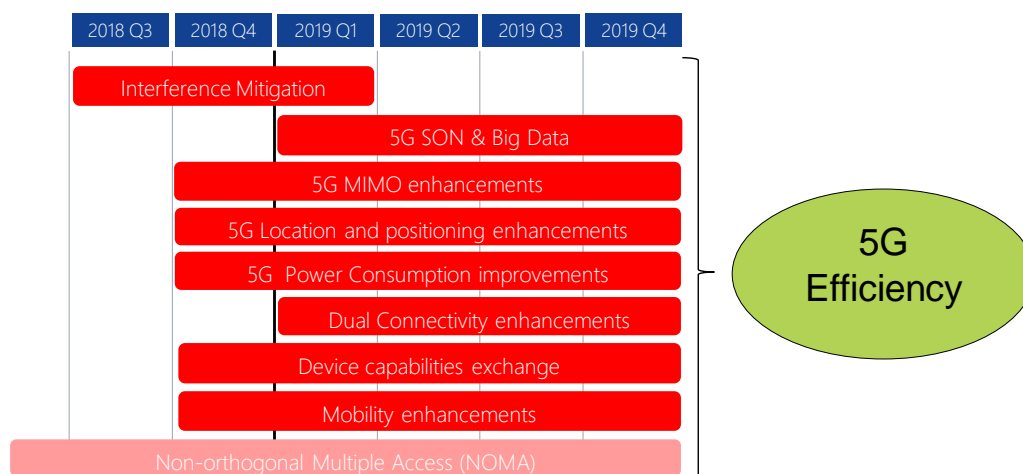 2018 Q3 2018 Q4 2019 Q1 2019 Q2 2019 Q3 2019 Q4
Interference Mitigation
5G SON & Big Data
5G MIMO enhancements
5G Location and positioning enhancements
5G Power Consumption improvements
Dual Connectivity enhancements
Device capabilities exchange
Mobility enhancements
Non-orthogonal Multiple Access (NOMA)
5G
Efficiency